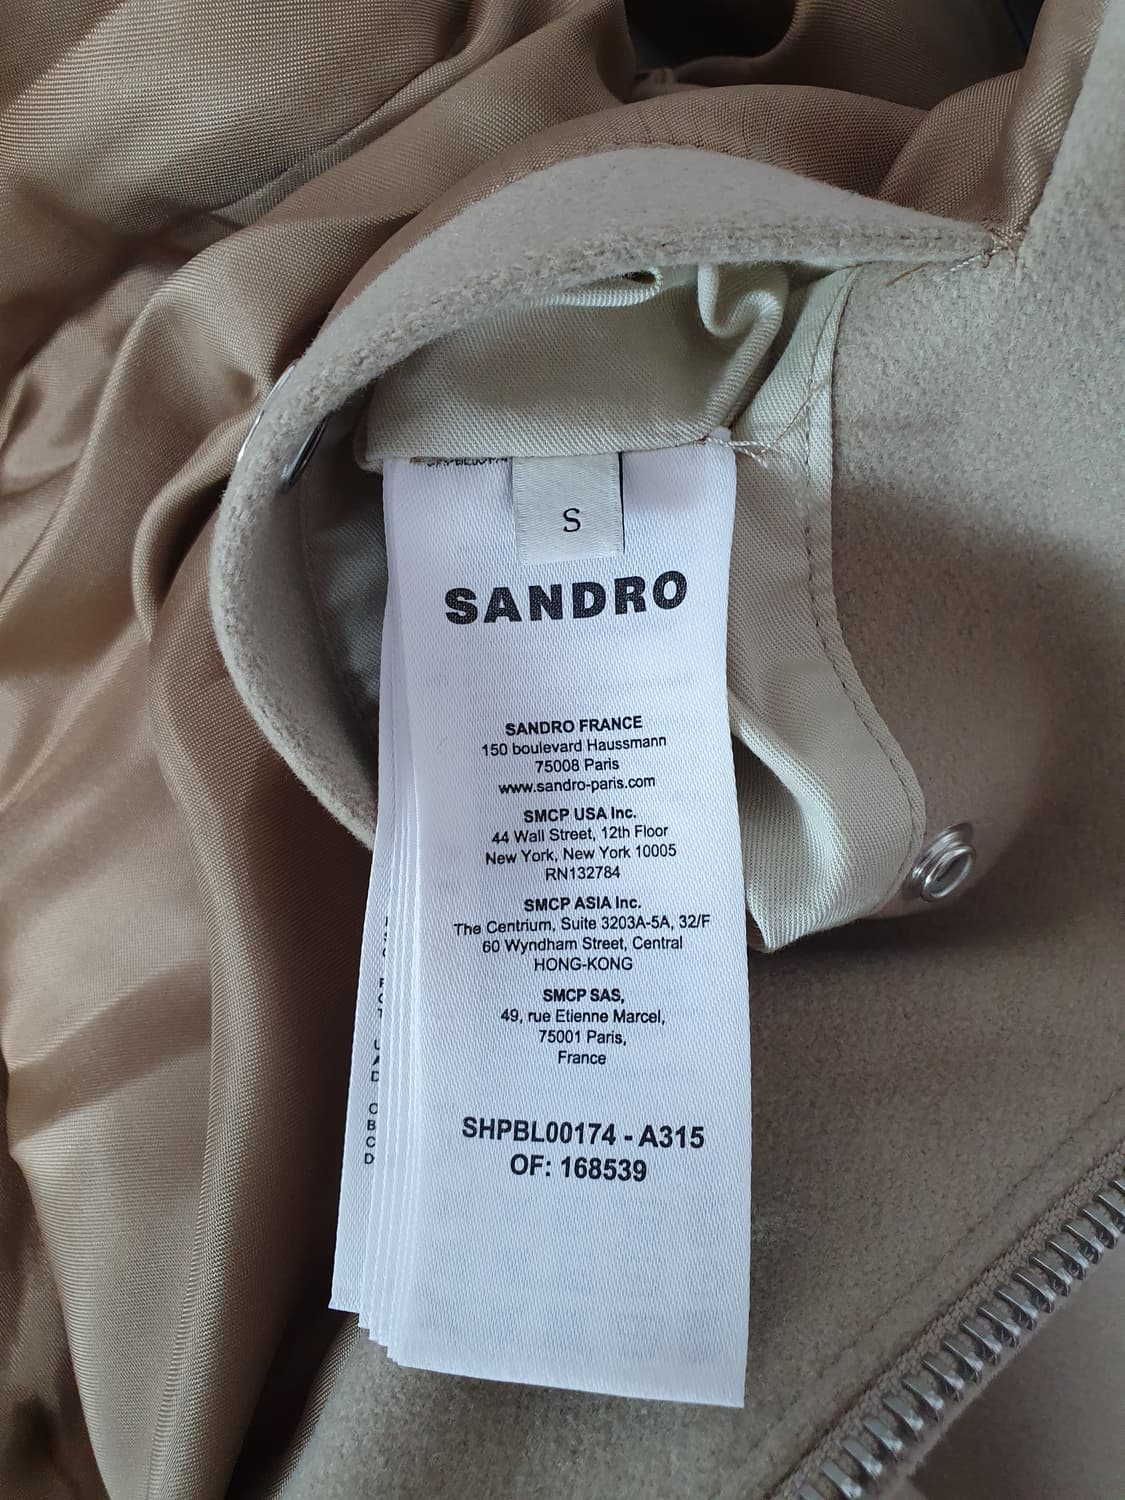 S
SANDRO
SANDRO FRANCE
150 boulevard Haussmann
75008 Paris
www.sandro-paris.com
SMCP USA Inc.
44 Wall Street, 12th Floor
New York, New York 10005
RN132784
SMCP ASIA Inc.
The Centrium, Suite 3203A-5A, 32/F
60 Wyndham Street, Central
HONG-KONG
SMCP SAS,
49, rue Etienne Marcel,
75001 Paris,
France
SHPBL00174 - A315
OF: 168539